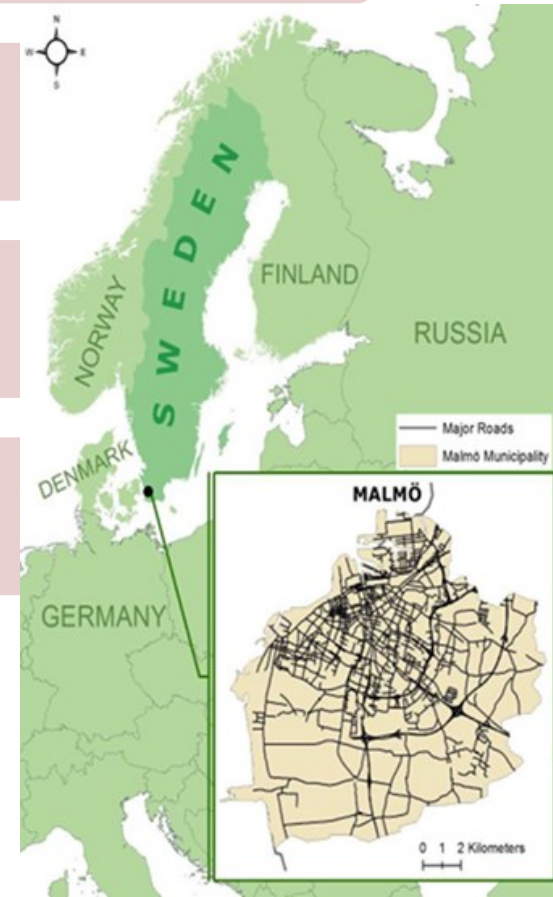 N
W
E
S
SWEDEN
FINLAND
NORWAY
RUSSIA
Major Roads
Malmö Municipality
DENMARK
MALMÖ
GERMANY
0 1 2 Kilometers